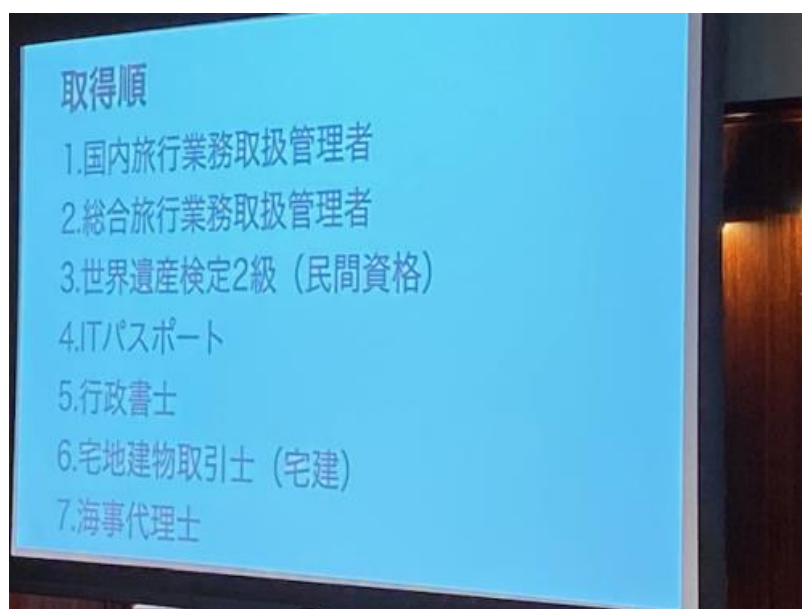 取得順
1.国内旅行業務取扱管理者
2.総合旅行業務取扱管理者
3.世界遺産検定2級（民間資格）
4.ITパスポート
5.行政書士
6.宅地建物取引士（宅建）
7.海事代理士